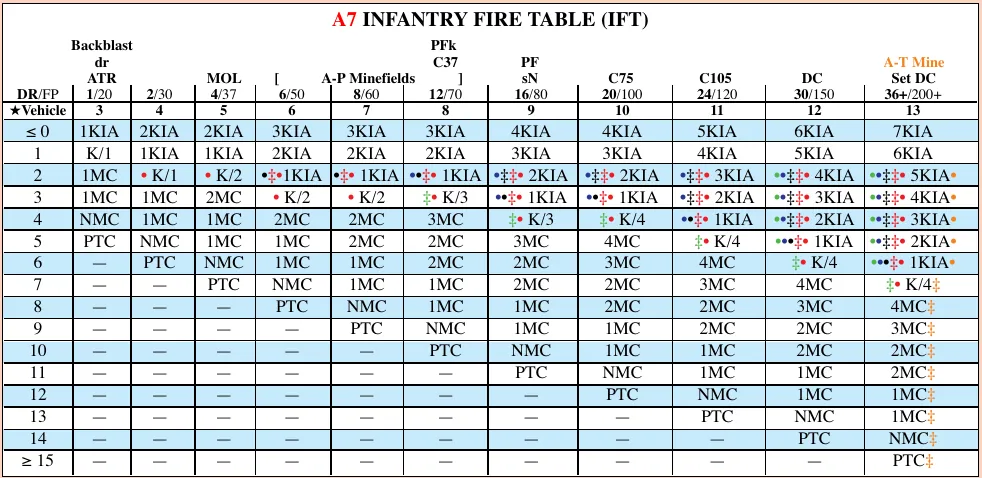 A7 INFANTRY FIRE TABLE (IFT)
Backblast PFk
dr C37 PF A-T Mine
ATR MOL [ A-P Minefields ] sN C75 C105 DC Set DC
DR/FP 1/20 2/30 4/37 6/50 8/60 12/70 16/80 20/100 24/120 30/150 36+/200+
★Vehicle 3 4 5 6 7 8 9 10 11 12 13
≤ 0 1KIA 2KIA 2KIA 3KIA 3KIA 3KIA 4KIA 4KIA 5KIA 6KIA 7KIA
1 K/1 1KIA 1KIA 2KIA 2KIA 2KIA 3KIA 3KIA 4KIA 5KIA 6KIA
2 1MC • K/1 • K/2 •‡•1KIA •‡• 1KIA ••‡• 1KIA •‡‡• 2KIA •‡‡• 2KIA •‡‡• 3KIA ••‡‡• 4KIA ••‡‡• 5KIA•
3 1MC 1MC 2MC • K/2 • K/2 ‡• K/3 ••‡• 1KIA ••‡• 1KIA •‡‡• 2KIA ••‡‡• 3KIA ••‡‡• 4KIA•
4 NMC 1MC 1MC 2MC 2MC 3MC ‡• K/3 ‡• K/4 ••‡• 1KIA ••‡‡• 2KIA ••‡‡• 3KIA•
5 PTC NMC 1MC 1MC 2MC 2MC 3MC 4MC ‡• K/4 •••‡• 1KIA ••‡‡• 2KIA•
6 — PTC NMC 1MC 1MC 2MC 2MC 3MC 4MC ‡• K/4 •••‡• 1KIA•
7 — — PTC NMC 1MC 1MC 2MC 2MC 3MC 4MC ‡• K/4‡
8 — — — PTC NMC 1MC 1MC 2MC 2MC 3MC 4MC‡
9 — — — — PTC NMC 1MC 1MC 2MC 2MC 3MC‡
10 — — — — — PTC NMC 1MC 1MC 2MC 2MC‡
11 — — — — — — PTC NMC 1MC 1MC 2MC‡
12 — — — — — — — PTC NMC 1MC 1MC‡
13 — — — — — — — — PTC NMC 1MC‡
14 — — — — — — — — — PTC NMC‡
≥ 15 — — — — — — — — — — PTC‡